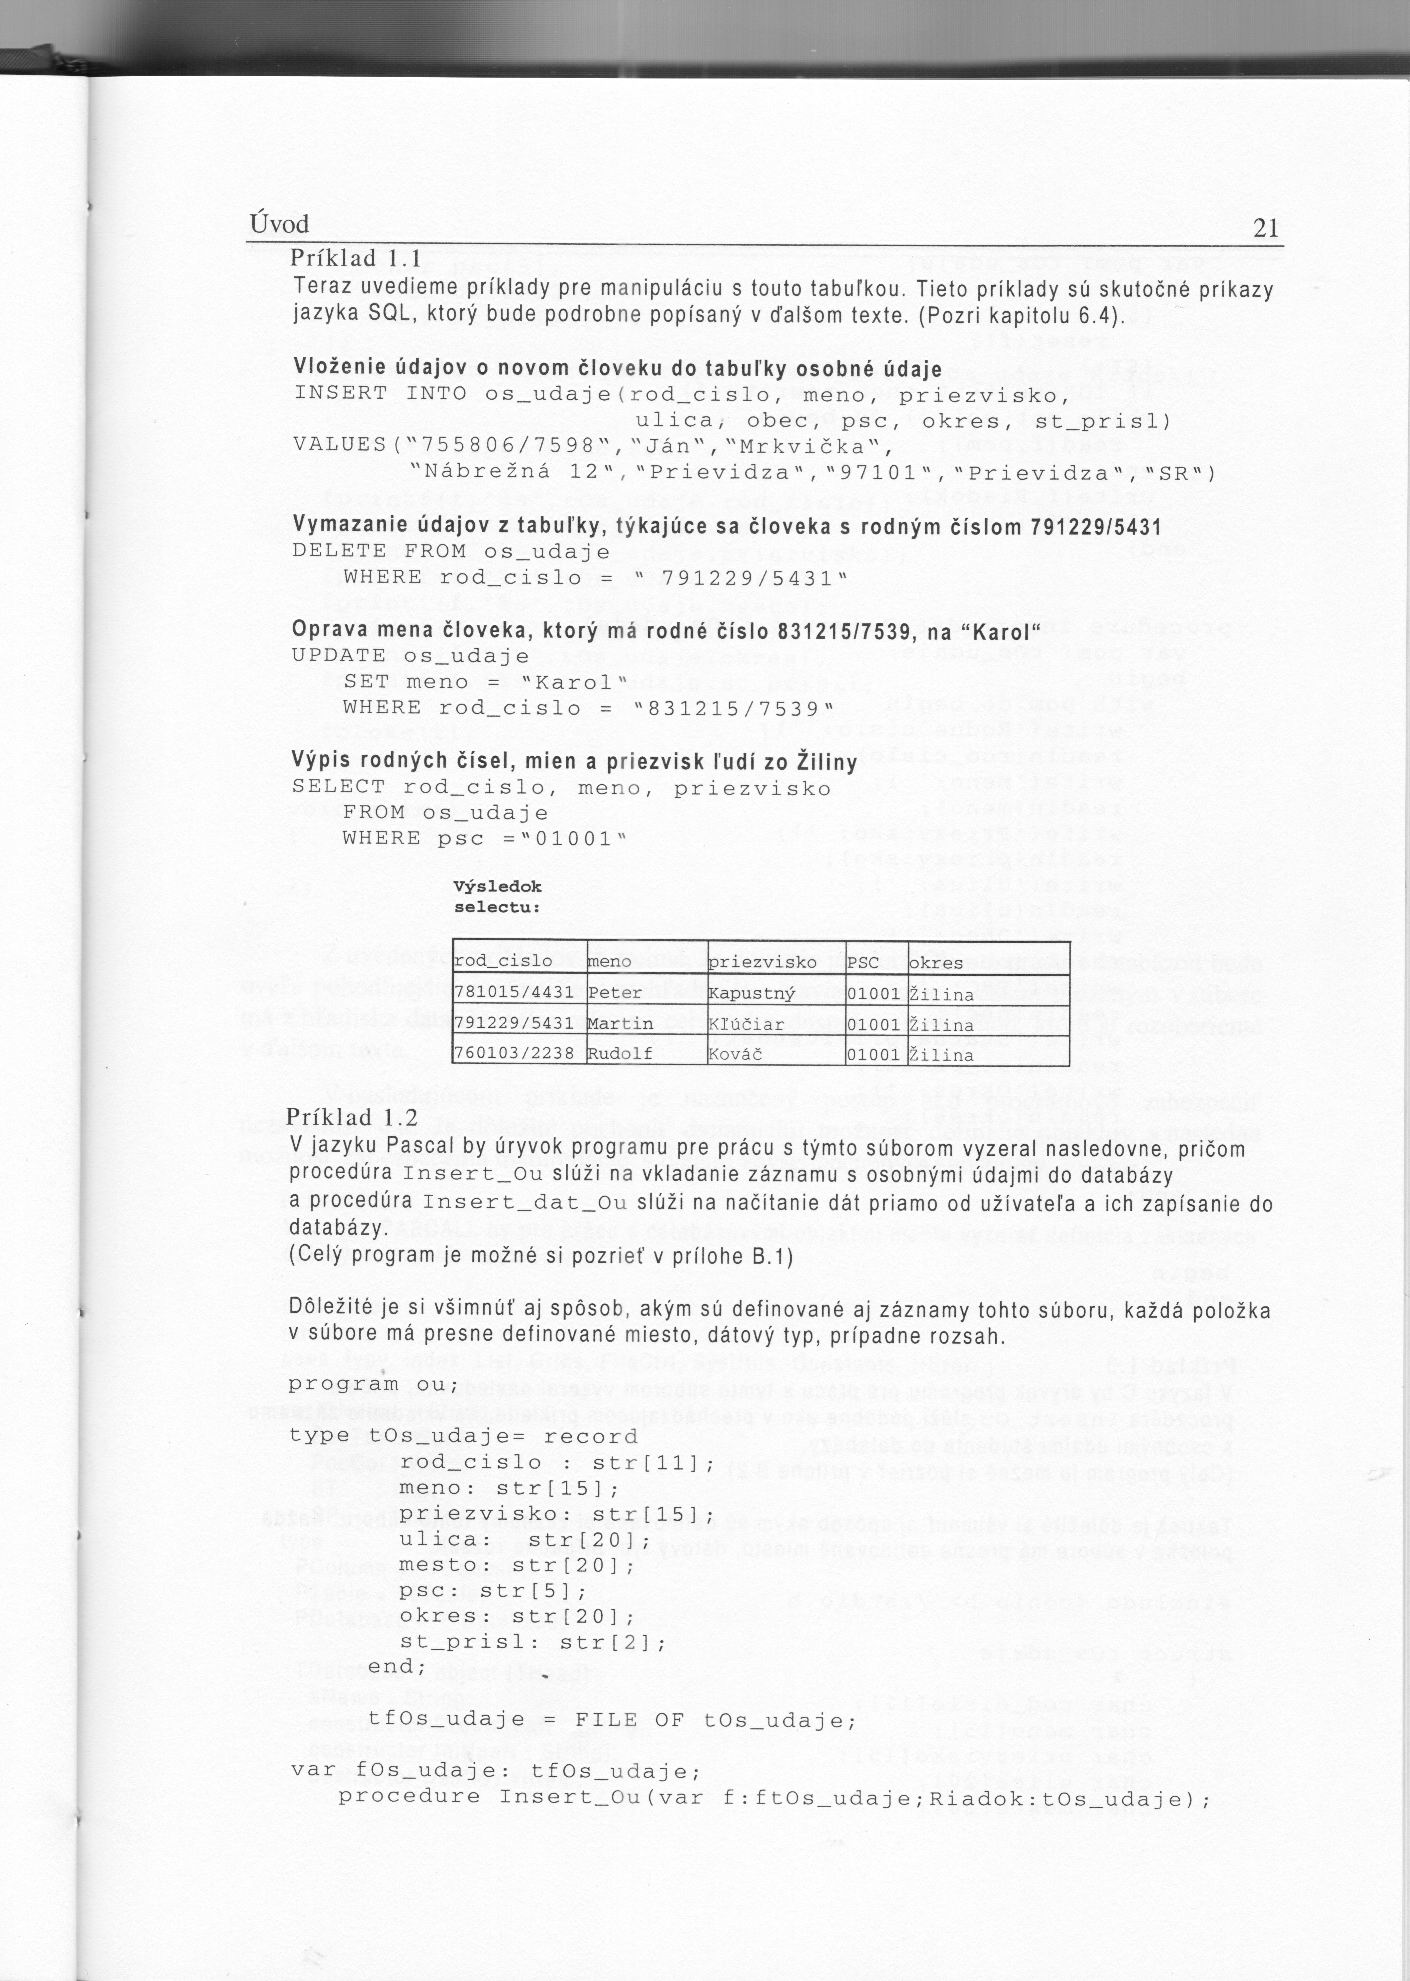 Úvod 21
Príklad 1.1
Teraz uvedieme príklady pre manipuláciu s touto tabuľkou. Tieto príklady sú skutočné príkazy
jazyka SQL, ktorý bude podrobne popísaný v ďalšom texte. (Pozri kapitolu 6.4).
Vloženie údajov o novom človeku do tabuľky osobné údaje
INSERT INTO os_udaje(rod_cislo, meno, priezvisko,
ulica, obec, psc, okres, st_prisl)
VALUES("755806/7598","Ján","Mrkvička",
"Nábrežná 12","Prievidza","97101","Prievidza","SR")
Vymazanie údajov z tabuľky, týkajúce sa človeka s rodným číslom 791229/5431
DELETE FROM os_udaje
WHERE rod_cislo = " 791229/5431"
Oprava mena človeka, ktorý má rodné číslo 831215/7539, na “Karol“
UPDATE os_udaje
SET meno = "Karol"
WHERE rod_cislo = "831215/7539"
Výpis rodných čísel, mien a priezvisk ľudí zo Žiliny
SELECT rod_cislo, meno, priezvisko
FROM os_udaje
WHERE psc ="01001"
Výsledok
selectu:
rod_cislo meno priezvisko PSC okres
781015/4431 Peter Kapustný 01001 Žilina
791229/5431 Martin Kľúčiar 01001 Žilina
760103/2238 Rudolf Kováč 01001 Žilina
Príklad 1.2
V jazyku Pascal by úryvok programu pre prácu s týmto súborom vyzeral nasledovne, pričom
procedúra Insert_Ou slúži na vkladanie záznamu s osobnými údajmi do databázy
a procedúra Insert_dat_Ou slúži na načítanie dát priamo od užívateľa a ich zapísanie do
databázy.
(Celý program je možné si pozrieť v prílohe B.1)
Dôležité je si všimnúť aj spôsob, akým sú definované aj záznamy tohto súboru, každá položka
v súbore má presne definované miesto, dátový typ, prípadne rozsah.
program ou;
type tOs_udaje= record
rod_cislo : str[11];
meno: str[15];
priezvisko: str[15];
ulica: str[20];
mesto: str[20];
psc: str[5];
okres: str[20];
st_prisl: str[2];
end;
tfOs_udaje = FILE OF tOs_udaje;
var fOs_udaje: tfOs_udaje;
procedure Insert_Ou(var f:ftOs_udaje;Riadok:tOs_udaje);